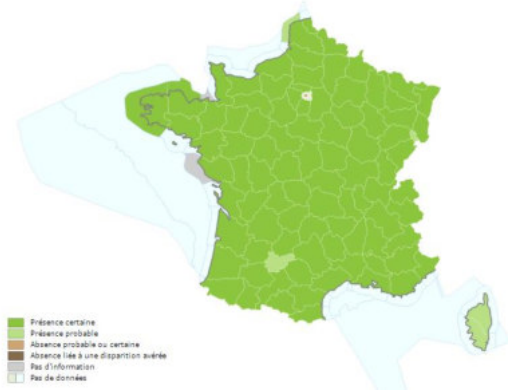 Présence certaine
Présence probable
Absence probable ou certaine
Absence liée à une disparition avérée
Pas d'information
Pas de données